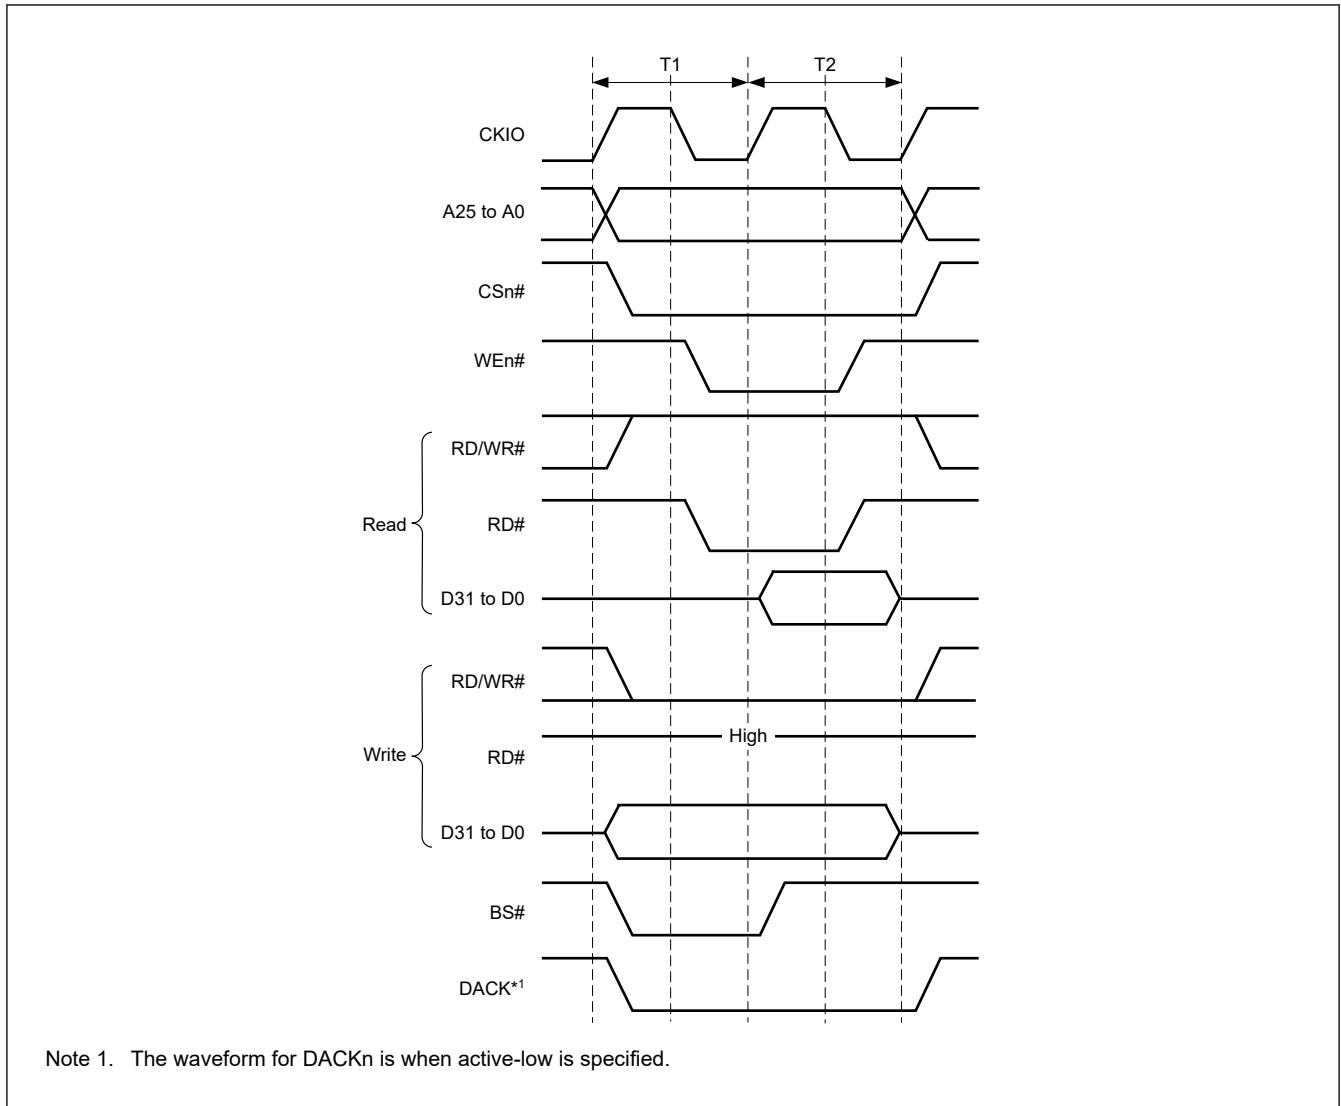 T1 T2
CKIO
A25 to A0
CSn#
WEn#
RD/WR#
Read
RD#
D31 to D0
RD/WR#
High
Write
RD#
D31 to D0
BS#
DACK*1
Note 1. The waveform for DACKn is when active-low is specified.